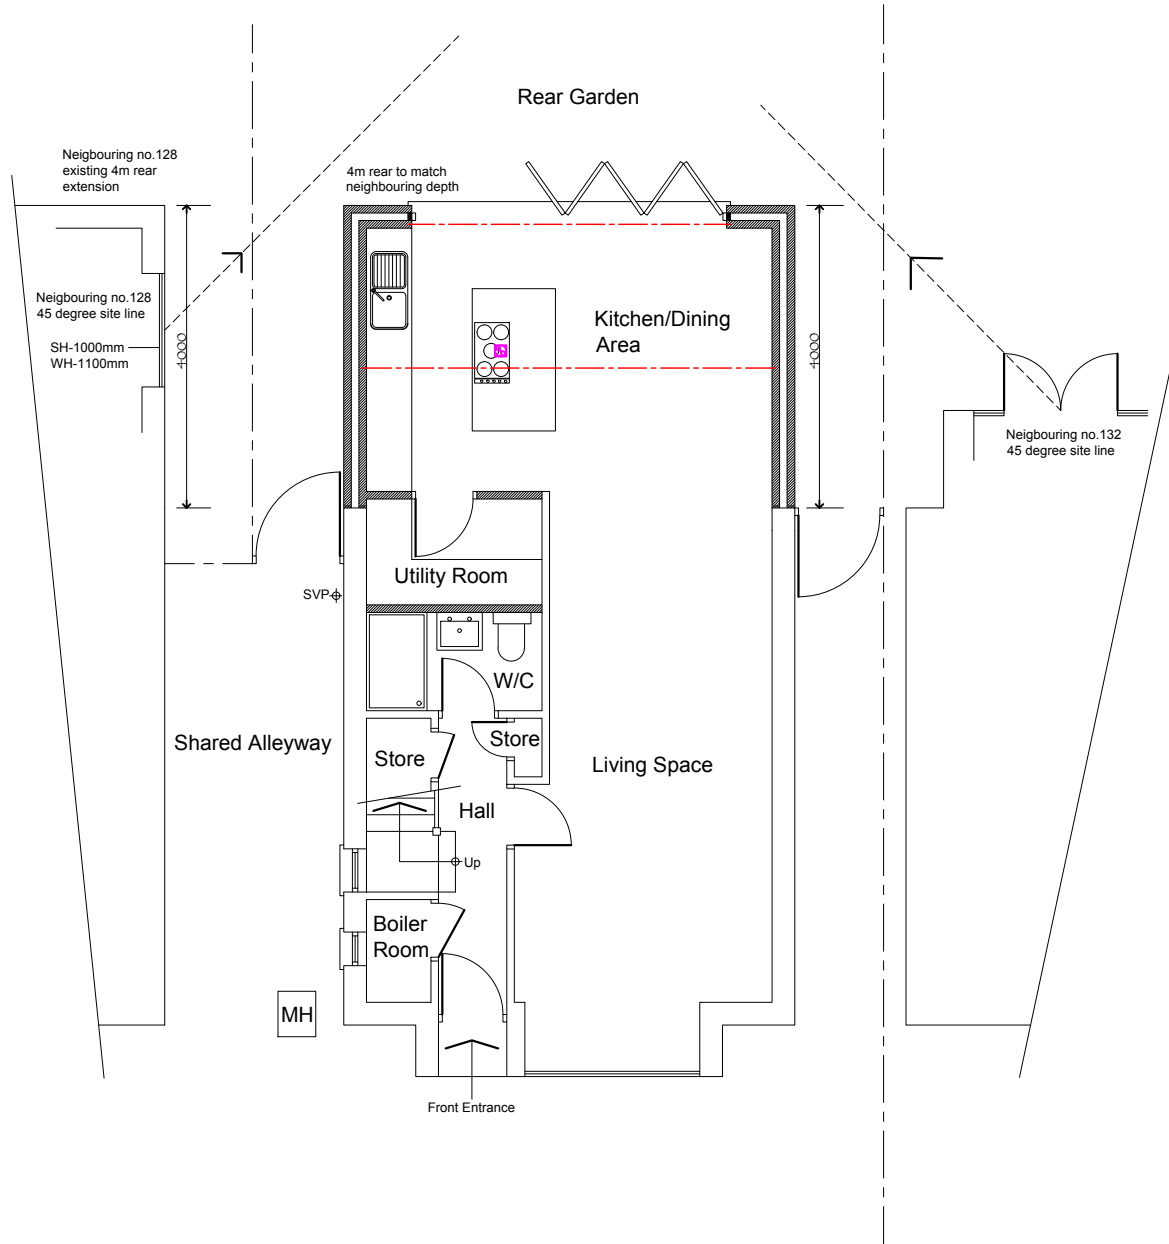 Rear Garden
Neigbouring no.128
existing 4m rear
extension
4m rear to match
neighbouring depth
Neigbouring no.128
45 degree site line
SH-1000mm
WH-1100mm
4000
Kitchen/Dining
Area
4000
Neigbouring no.132
45 degree site line
Utility Room
SVP
W/C
Store
Store
Shared Alleyway
Living Space
Hall
Up
Boiler
Room
MH
Front Entrance